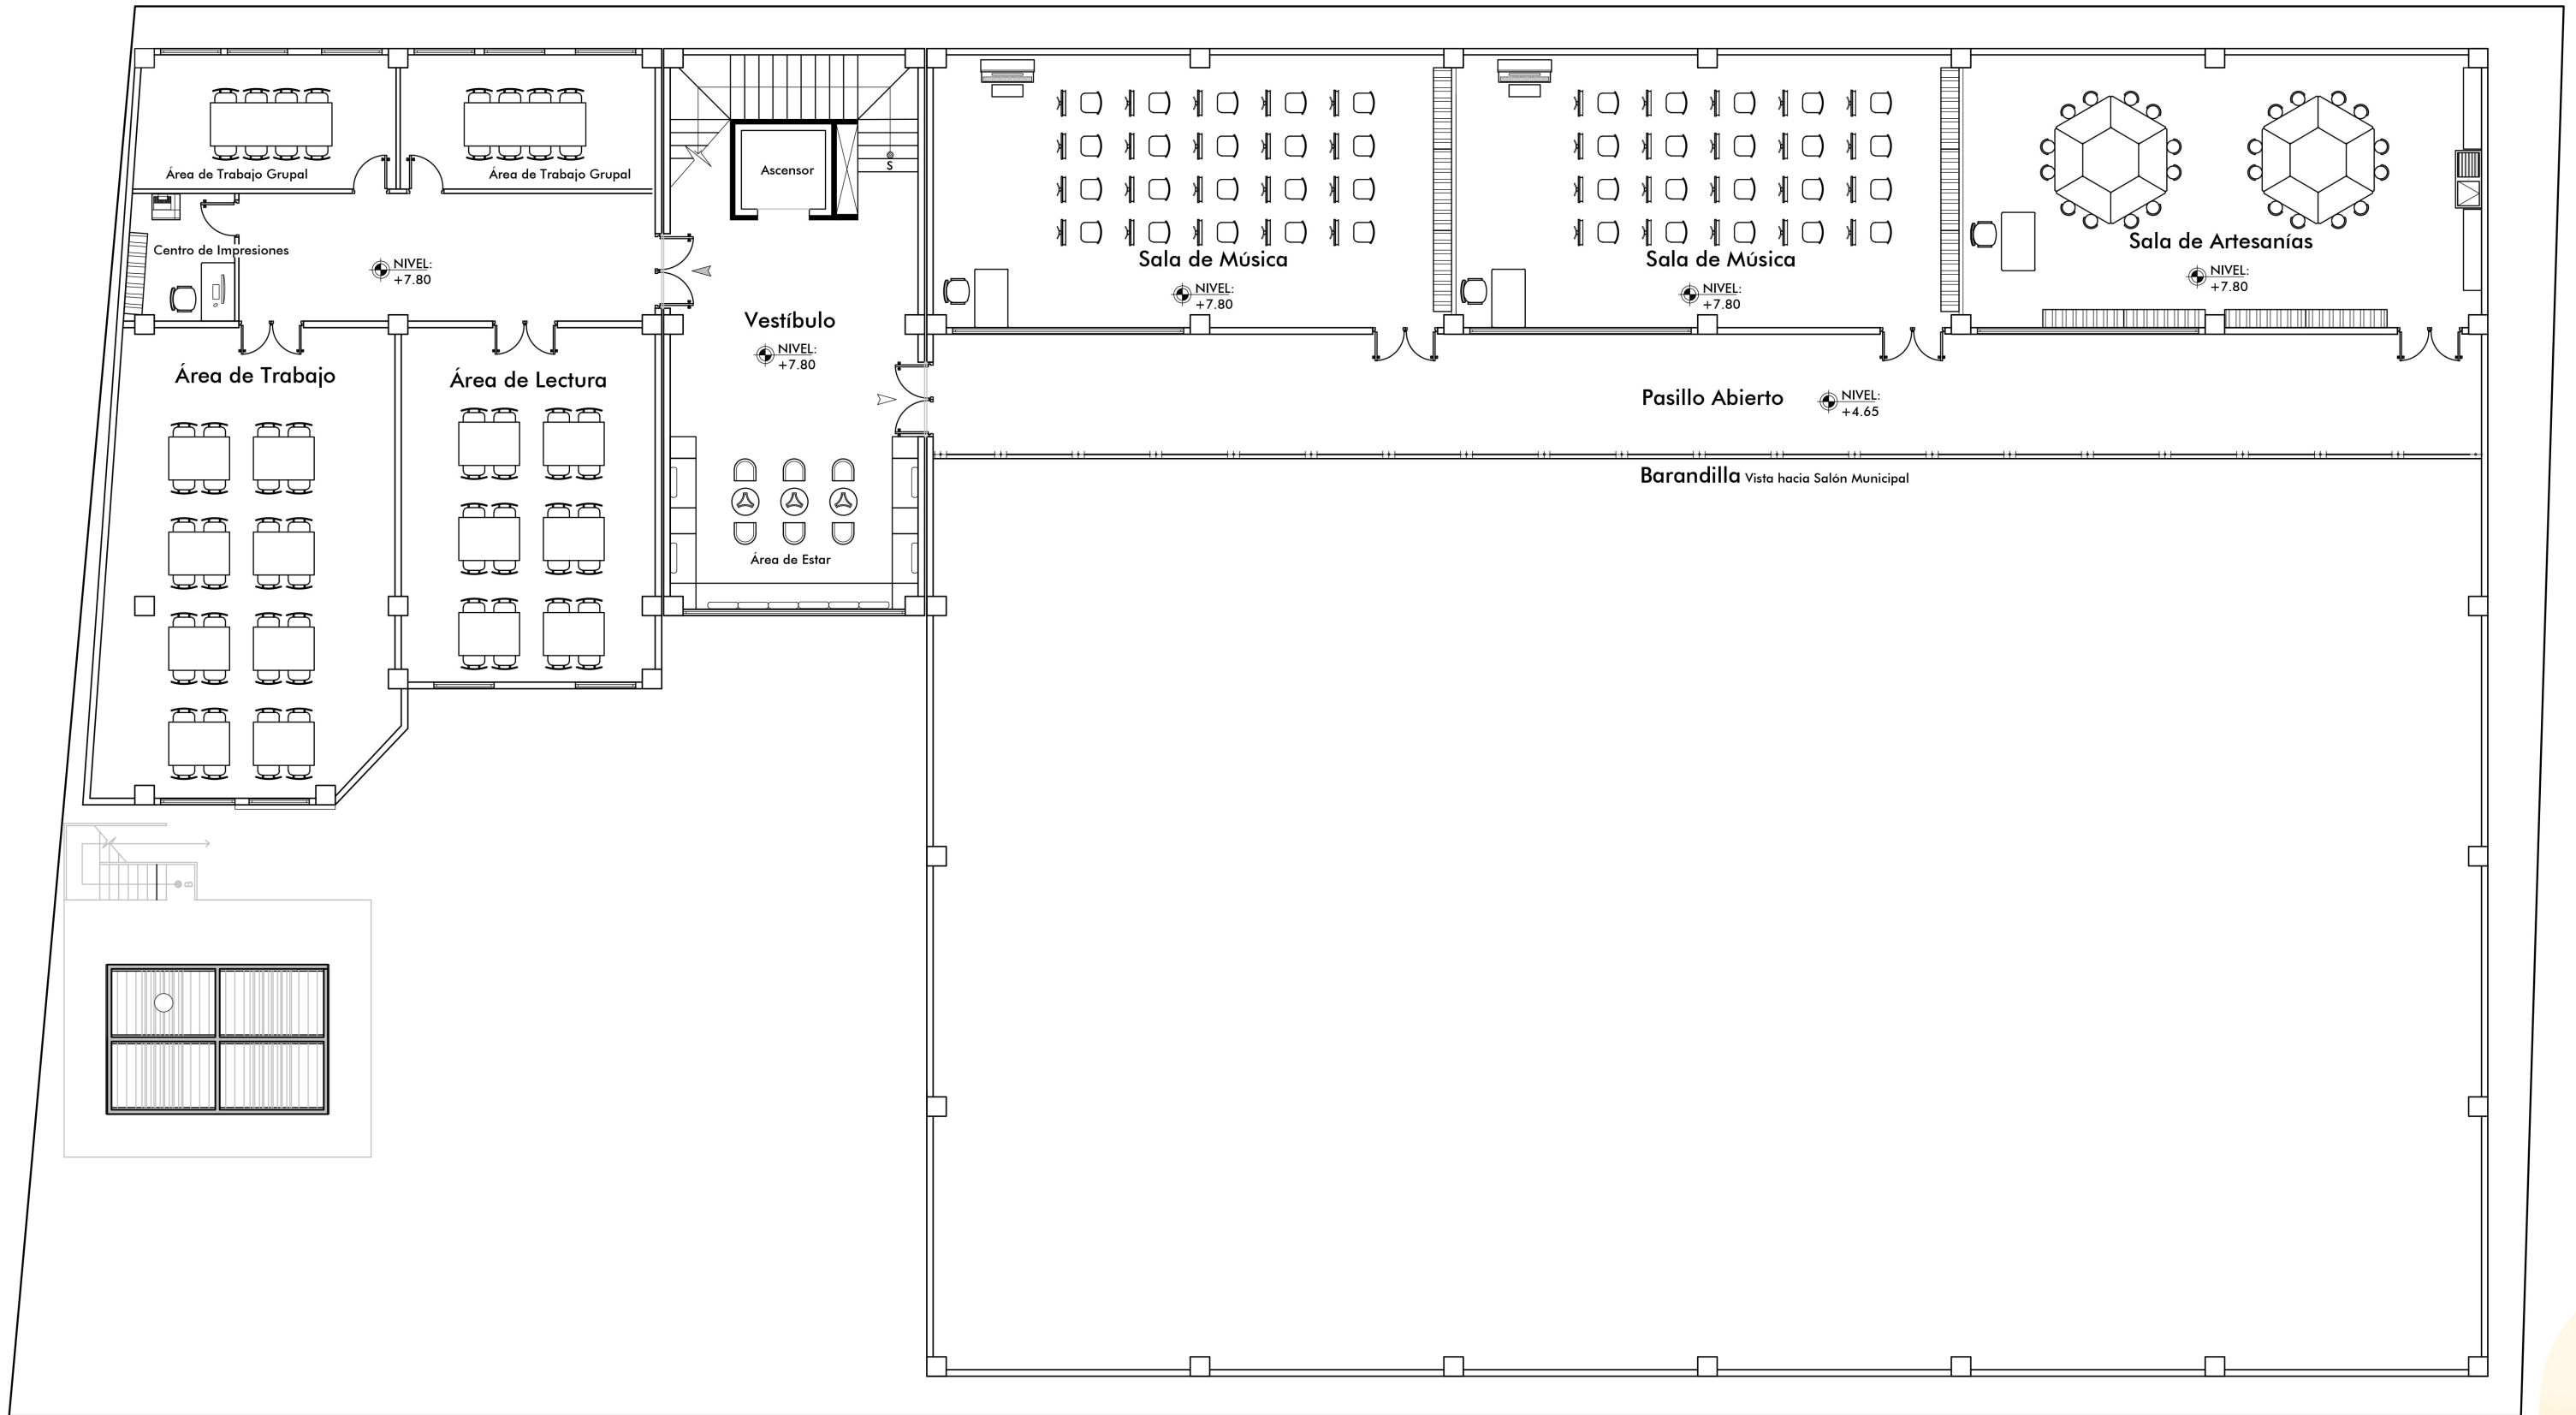 Área de Trabajo Grupal
Área de Trabajo Grupal
Ascensor
S
Centro de Impresiones
NIVEL:
+7.80
Sala de Música
NIVEL:
+7.80
Sala de Música
NIVEL:
+7.80
Sala de Artesanías
NIVEL:
+7.80
Vestíbulo
NIVEL:
+7.80
Área de Trabajo
Área de Lectura
Pasillo Abierto
NIVEL:
+4.65
Barandilla Vista hacia Salón Municipal
Área de Estar
B